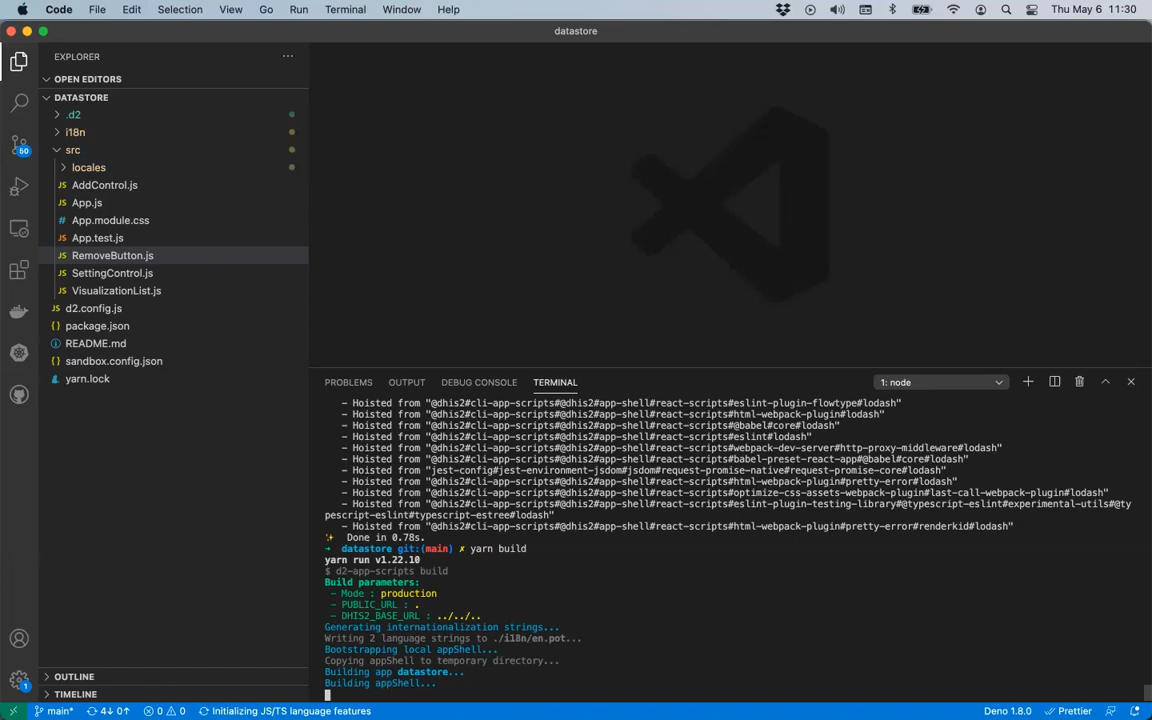 Code File Edit Selection View Go Run Terminal Window Help Thu May 6 11:30
datastore
EXPLORER
OPEN EDITORS
DATASTORE
.d2
i18n
src
locales
JS AddControl.js
JS App.js
# App.module.css
JS App.test.js
JS RemoveButton.js
JS SettingControl.js
JS VisualizationList.js
JS d2.config.js
{} package.json
README.md
{} sandbox.config.json
yarn.lock
OUTLINE
TIMELINE
60
1
PROBLEMS OUTPUT DEBUG CONSOLE TERMINAL 1: node
- Hoisted from "@dhis2#cli-app-scripts#@dhis2#app-shell#react-scripts#eslint-plugin-flowtype#lodash"
- Hoisted from "@dhis2#cli-app-scripts#@dhis2#app-shell#react-scripts#html-webpack-plugin#lodash"
- Hoisted from "@dhis2#cli-app-scripts#@dhis2#app-shell#react-scripts#@babel#core#lodash"
- Hoisted from "@dhis2#cli-app-scripts#@dhis2#app-shell#react-scripts#eslint#lodash"
- Hoisted from "@dhis2#cli-app-scripts#@dhis2#app-shell#react-scripts#webpack-dev-server#http-proxy-middleware#lodash"
- Hoisted from "@dhis2#cli-app-scripts#@dhis2#app-shell#react-scripts#babel-preset-react-app#@babel#core#lodash"
- Hoisted from "jest-config#jest-environment-jsdom#jsdom#request-promise-native#request-promise-core#lodash"
- Hoisted from "@dhis2#cli-app-scripts#@dhis2#app-shell#react-scripts#html-webpack-plugin#pretty-error#lodash"
- Hoisted from "@dhis2#cli-app-scripts#@dhis2#app-shell#react-scripts#optimize-css-assets-webpack-plugin#last-call-webpack-plugin#lodash"
- Hoisted from "@dhis2#cli-app-scripts#@dhis2#app-shell#react-scripts#eslint-plugin-testing-library#@typescript-eslint#experimental-utils#@ty
pescript-eslint#typescript-estree#lodash"
- Hoisted from "@dhis2#cli-app-scripts#@dhis2#app-shell#react-scripts#html-webpack-plugin#pretty-error#renderkid#lodash"
✨ Done in 0.78s.
➜ datastore git:(main) ✗ yarn build
yarn run v1.22.10
$ d2-app-scripts build
Build parameters:
- Mode : production
- PUBLIC_URL : .
- DHIS2_BASE_URL : ../../..
Generating internationalization strings...
Writing 2 language strings to ./i18n/en.pot...
Bootstrapping local appShell...
Copying appShell to temporary directory...
Building app datastore...
Building appShell...
main* 4↓ 0↑ 0 0 Initializing JS/TS language features Deno 1.8.0 Prettier